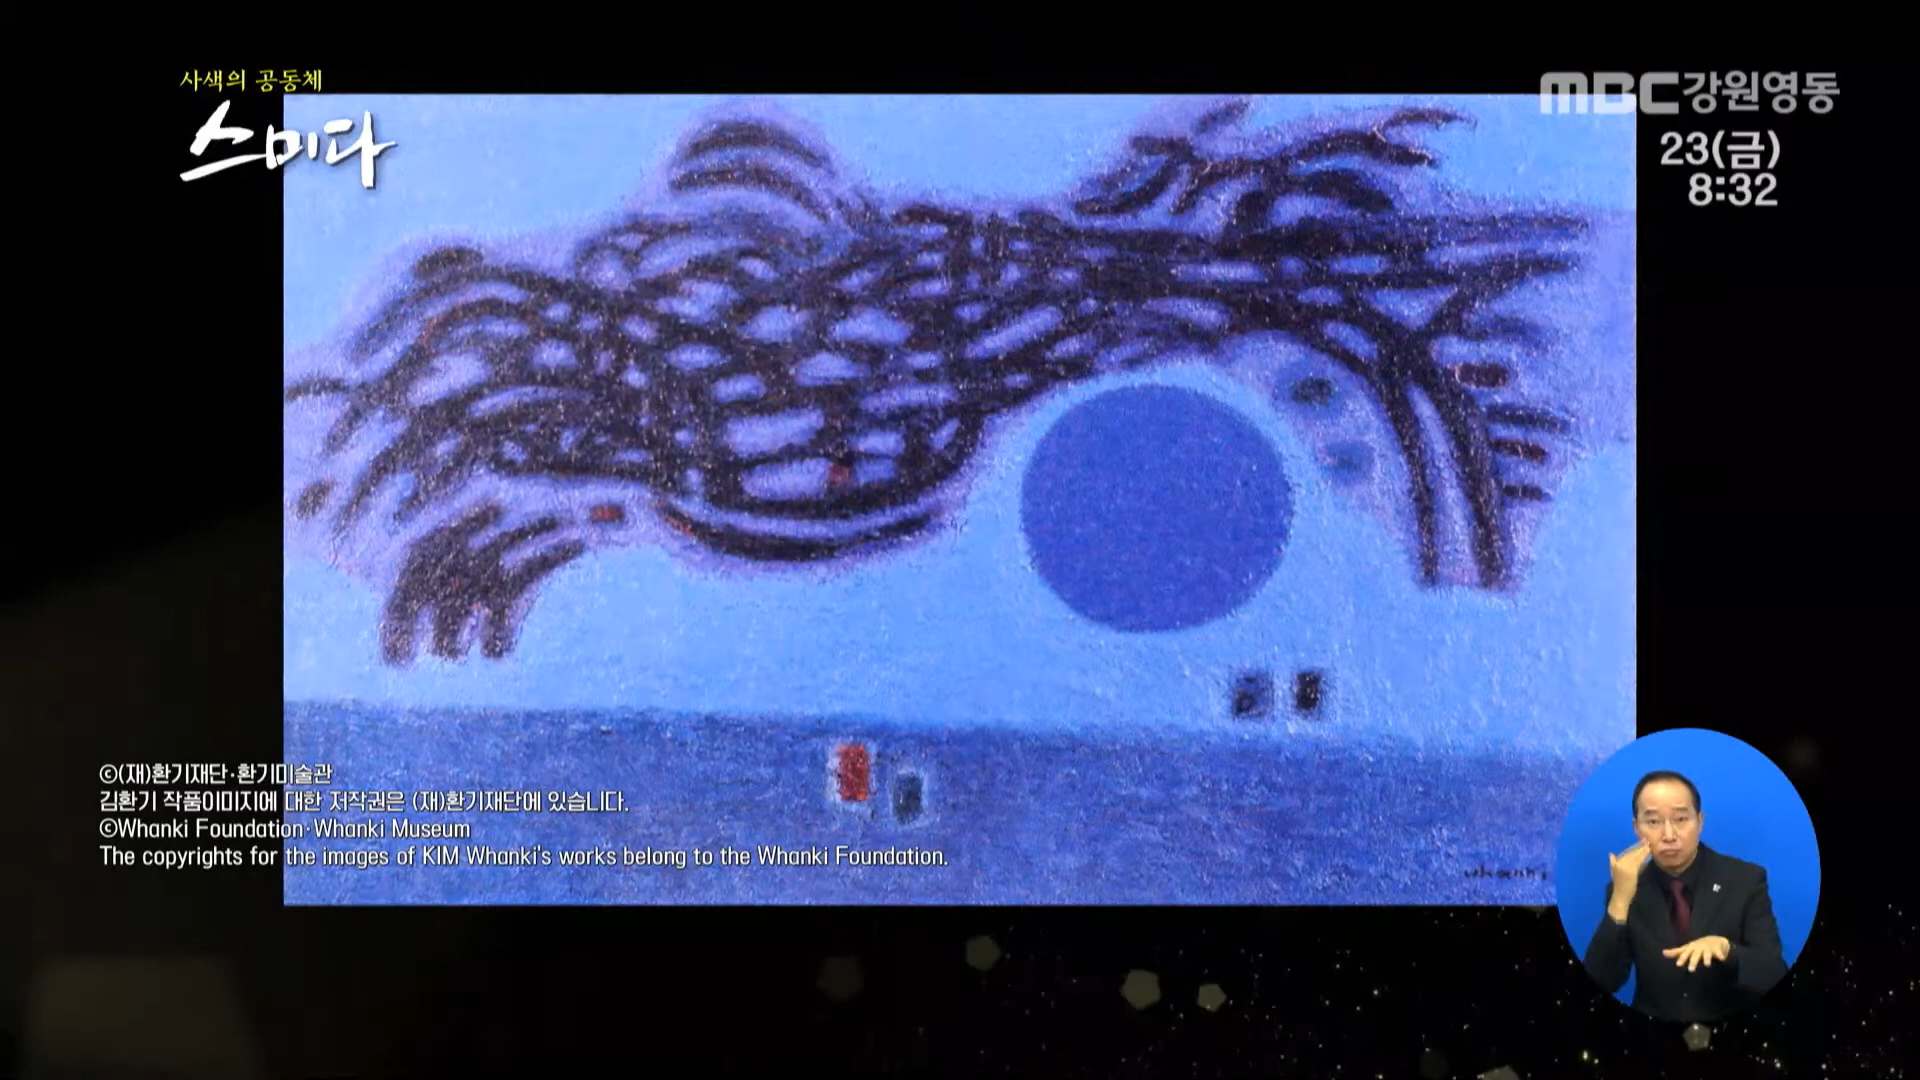 사색의 공동체
스미다
MBC강원영동
23(금)
8:32
©(재)환기재단·환기미술관
김환기 작품이미지에 대한 저작권은 (재)환기재단에 있습니다.
©Whanki Foundation·Whanki Museum
The copyrights for the images of KIM Whanki's works belong to the Whanki Foundation.
whanki